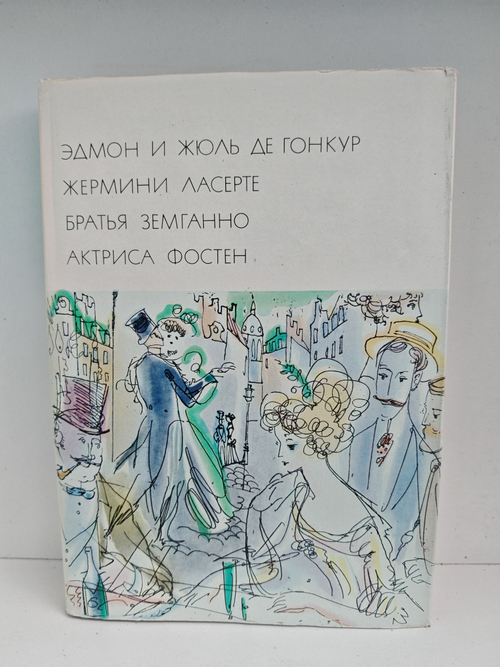 ЭДМОН И ЖЮЛЬ ДЕ ГОНКУР
ЖЕРМИНИ ЛАСЕРТЕ
БРАТЬЯ ЗЕМГАННО
АКТРИСА ФОСТЕН